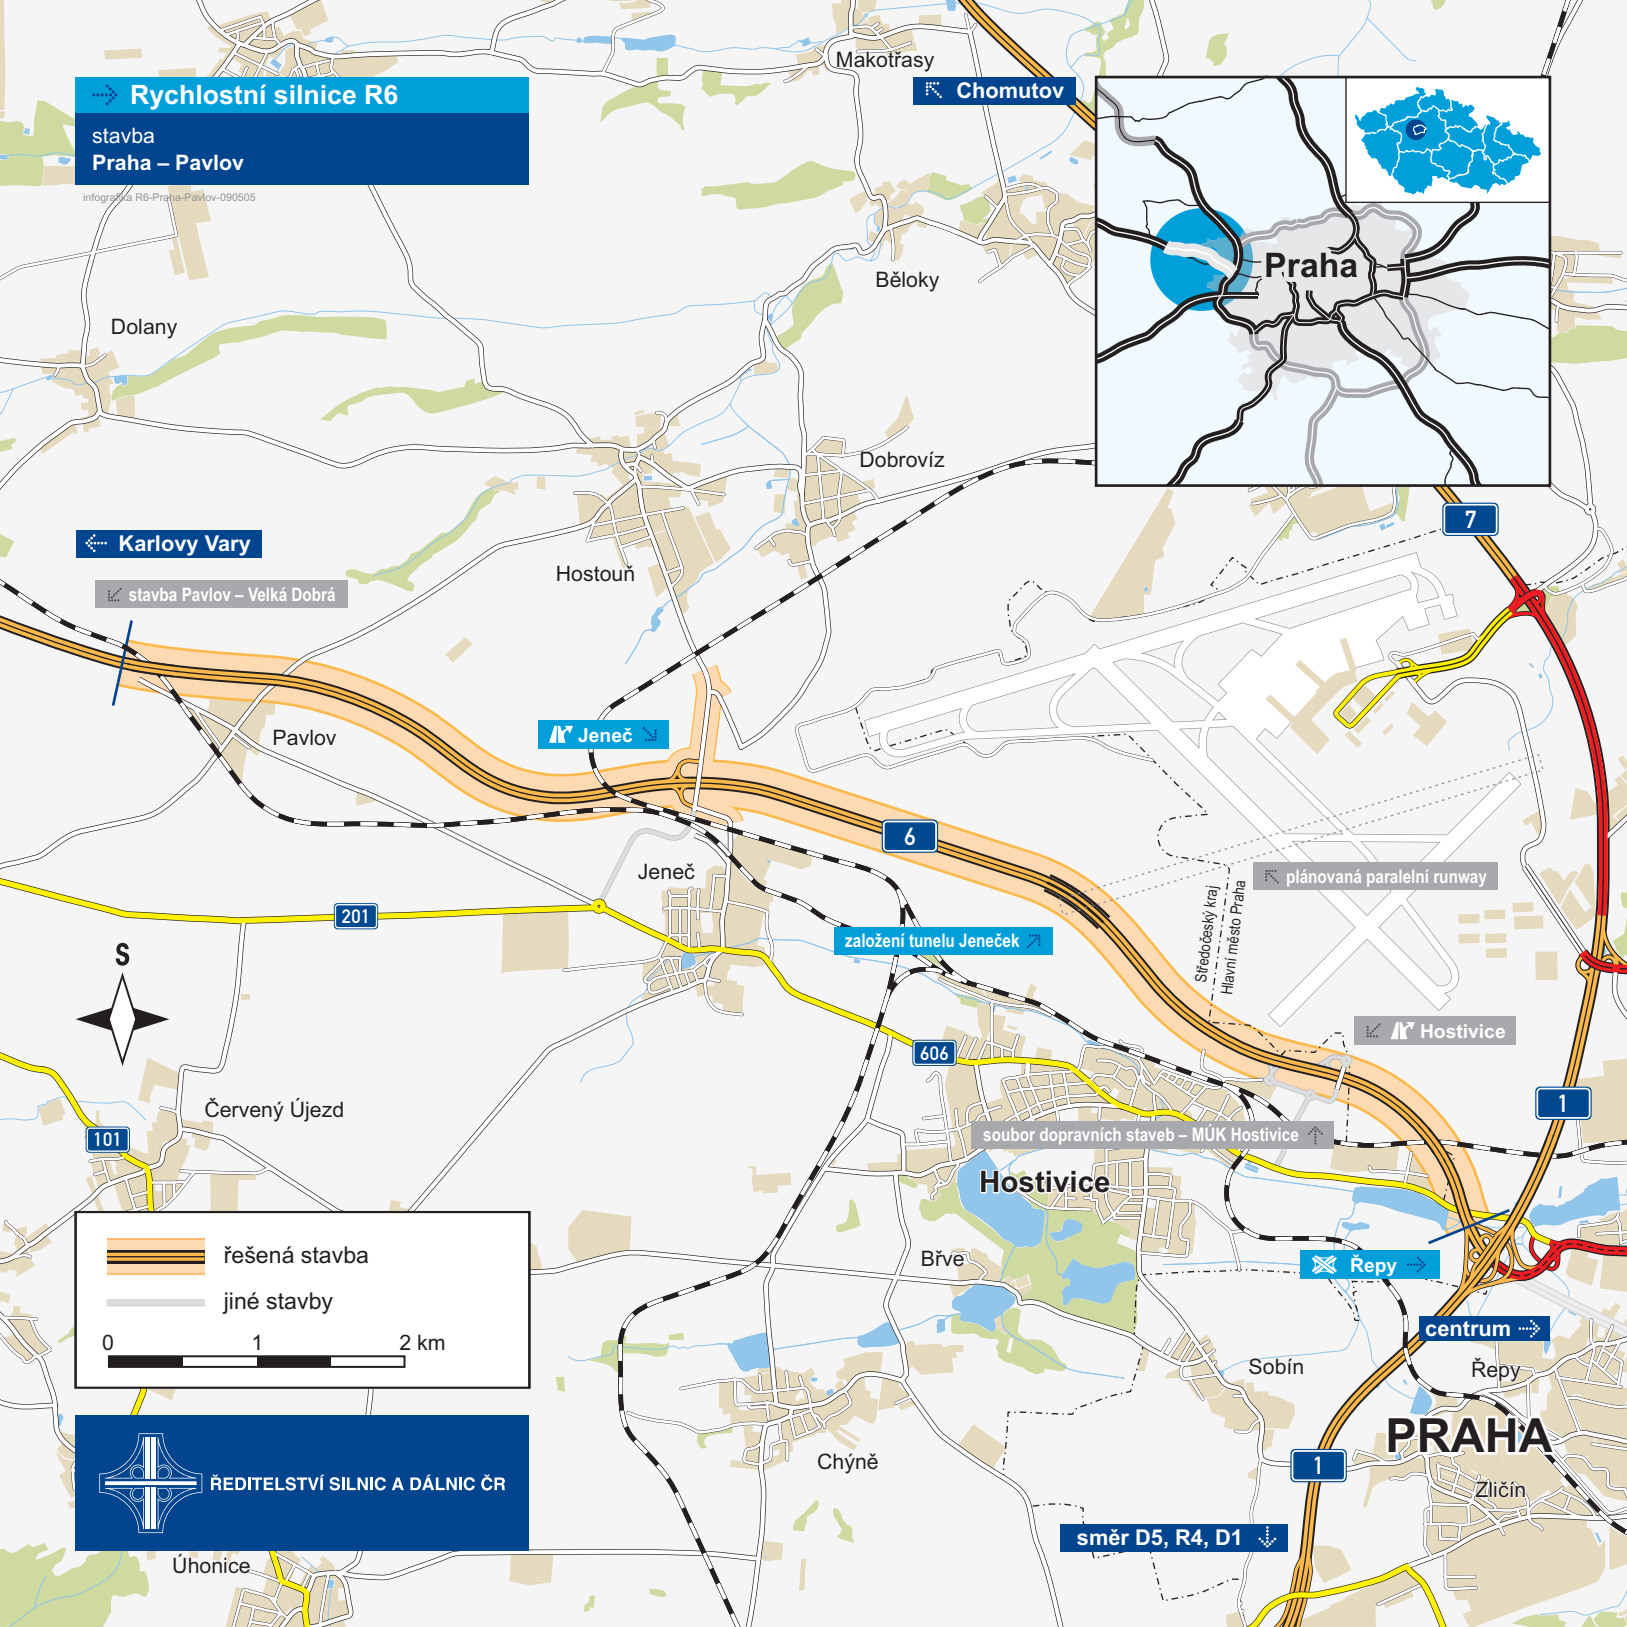 Rychlostní silnice R6
stavba
Praha – Pavlov
infografika R6-Praha-Pavlov-090505
Makotřasy
Chomutov
Praha
Běloky
Dolany
Dobrovíz
7
Karlovy Vary
stavba Pavlov – Velká Dobrá
Hostouň
Pavlov
Jeneč
6
Jeneč
plánovaná paralelní runway
Středočeský kraj
Hlavní město Praha
201
založení tunelu Jeneček
S
Hostivice
606
1
Červený Újezd
101
soubor dopravních staveb – MÚK Hostivice
Hostivice
řešená stavba
jiné stavby
0 1 2 km
Břve
Řepy
centrum
Sobín
Řepy
PRAHA
Chýně
1
Zličín
ŘEDITELSTVÍ SILNIC A DÁLNIC ČR
směr D5, R4, D1
Úhonice